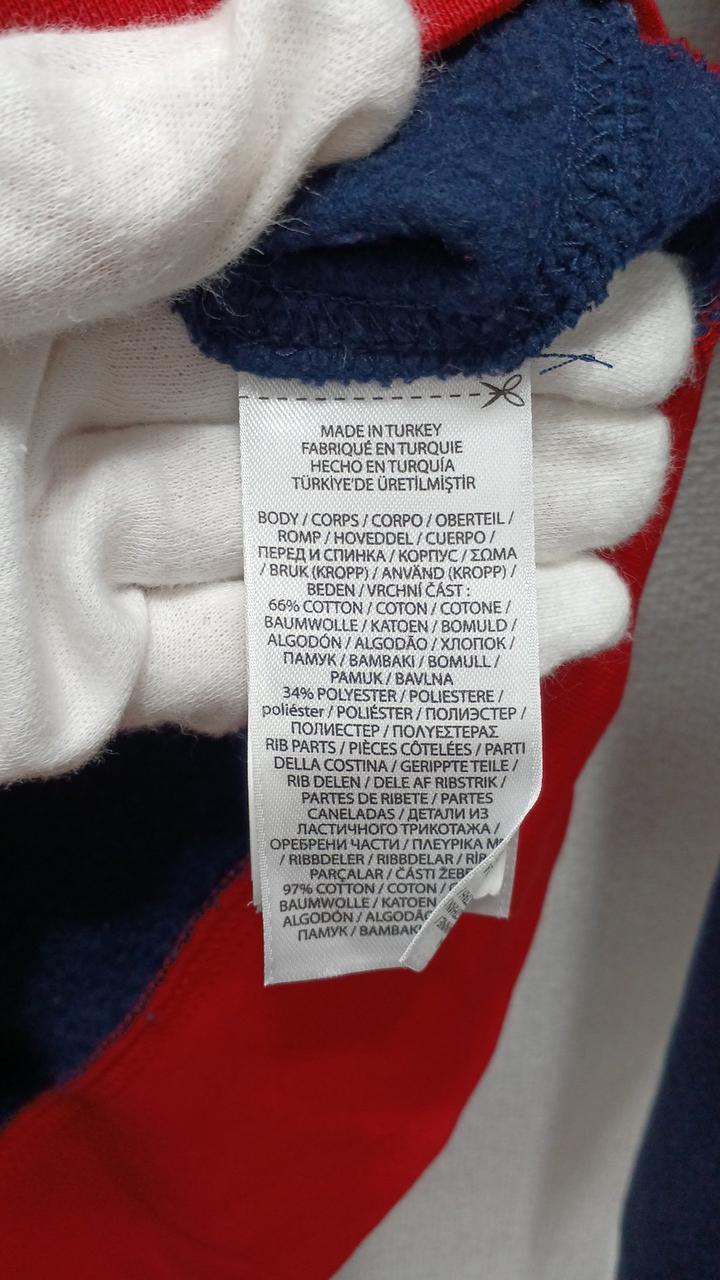 MADE IN TURKEY
FABRIQUÉ EN TURQUIE
HECHO EN TURQUÍA
TÜRKİYE'DE ÜRETİLMİŞTİR
BODY / CORPS / CORPO / OBERTEIL /
ROMP / HOVEDDEL / CUERPO /
ПЕРЕД И СПИНКА / КОРПУС / ΣΩΜΑ
/ BRUK (KROPP) / ANVÄND (KROPP) /
BEDEN / VRCHNÍ ČÁST :
66% COTTON / COTON / COTONE /
BAUMWOLLE / KATOEN / BOMULD /
ALGODÓN / ALGODÃO / ХЛОПОК /
ПАМУК / BAMBAKI / BOMULL /
PAMUK / BAVLNA
34% POLYESTER / POLIESTERE /
poliéster / POLIÉSTER / ПОЛИЭСТЕР /
ПОЛИЕСТЕР / ΠΟΛΥΕΣΤΕΡΑΣ
RIB PARTS / PIÈCES CÔTELÉES / PARTI
DELLA COSTINA / GERIPPTE TEILE /
RIB DELEN / DELE AF RIBSTRIK /
PARTES DE RIBETE / PARTES
CANELADAS / ДЕТАЛИ ИЗ
ЛАСТИЧНОГО ТРИКОТАЖА /
ОРЕБРЕНИ ЧАСТИ / ΠΛΕΥΡΙΚΑ
/ RIBBDELER / RIBBDELAR /
PARÇALAR / ČÁSTI
97% COTTON / COTON /
BAUMWOLLE / KATOEN
ALGODÓN /
ПАМУК /